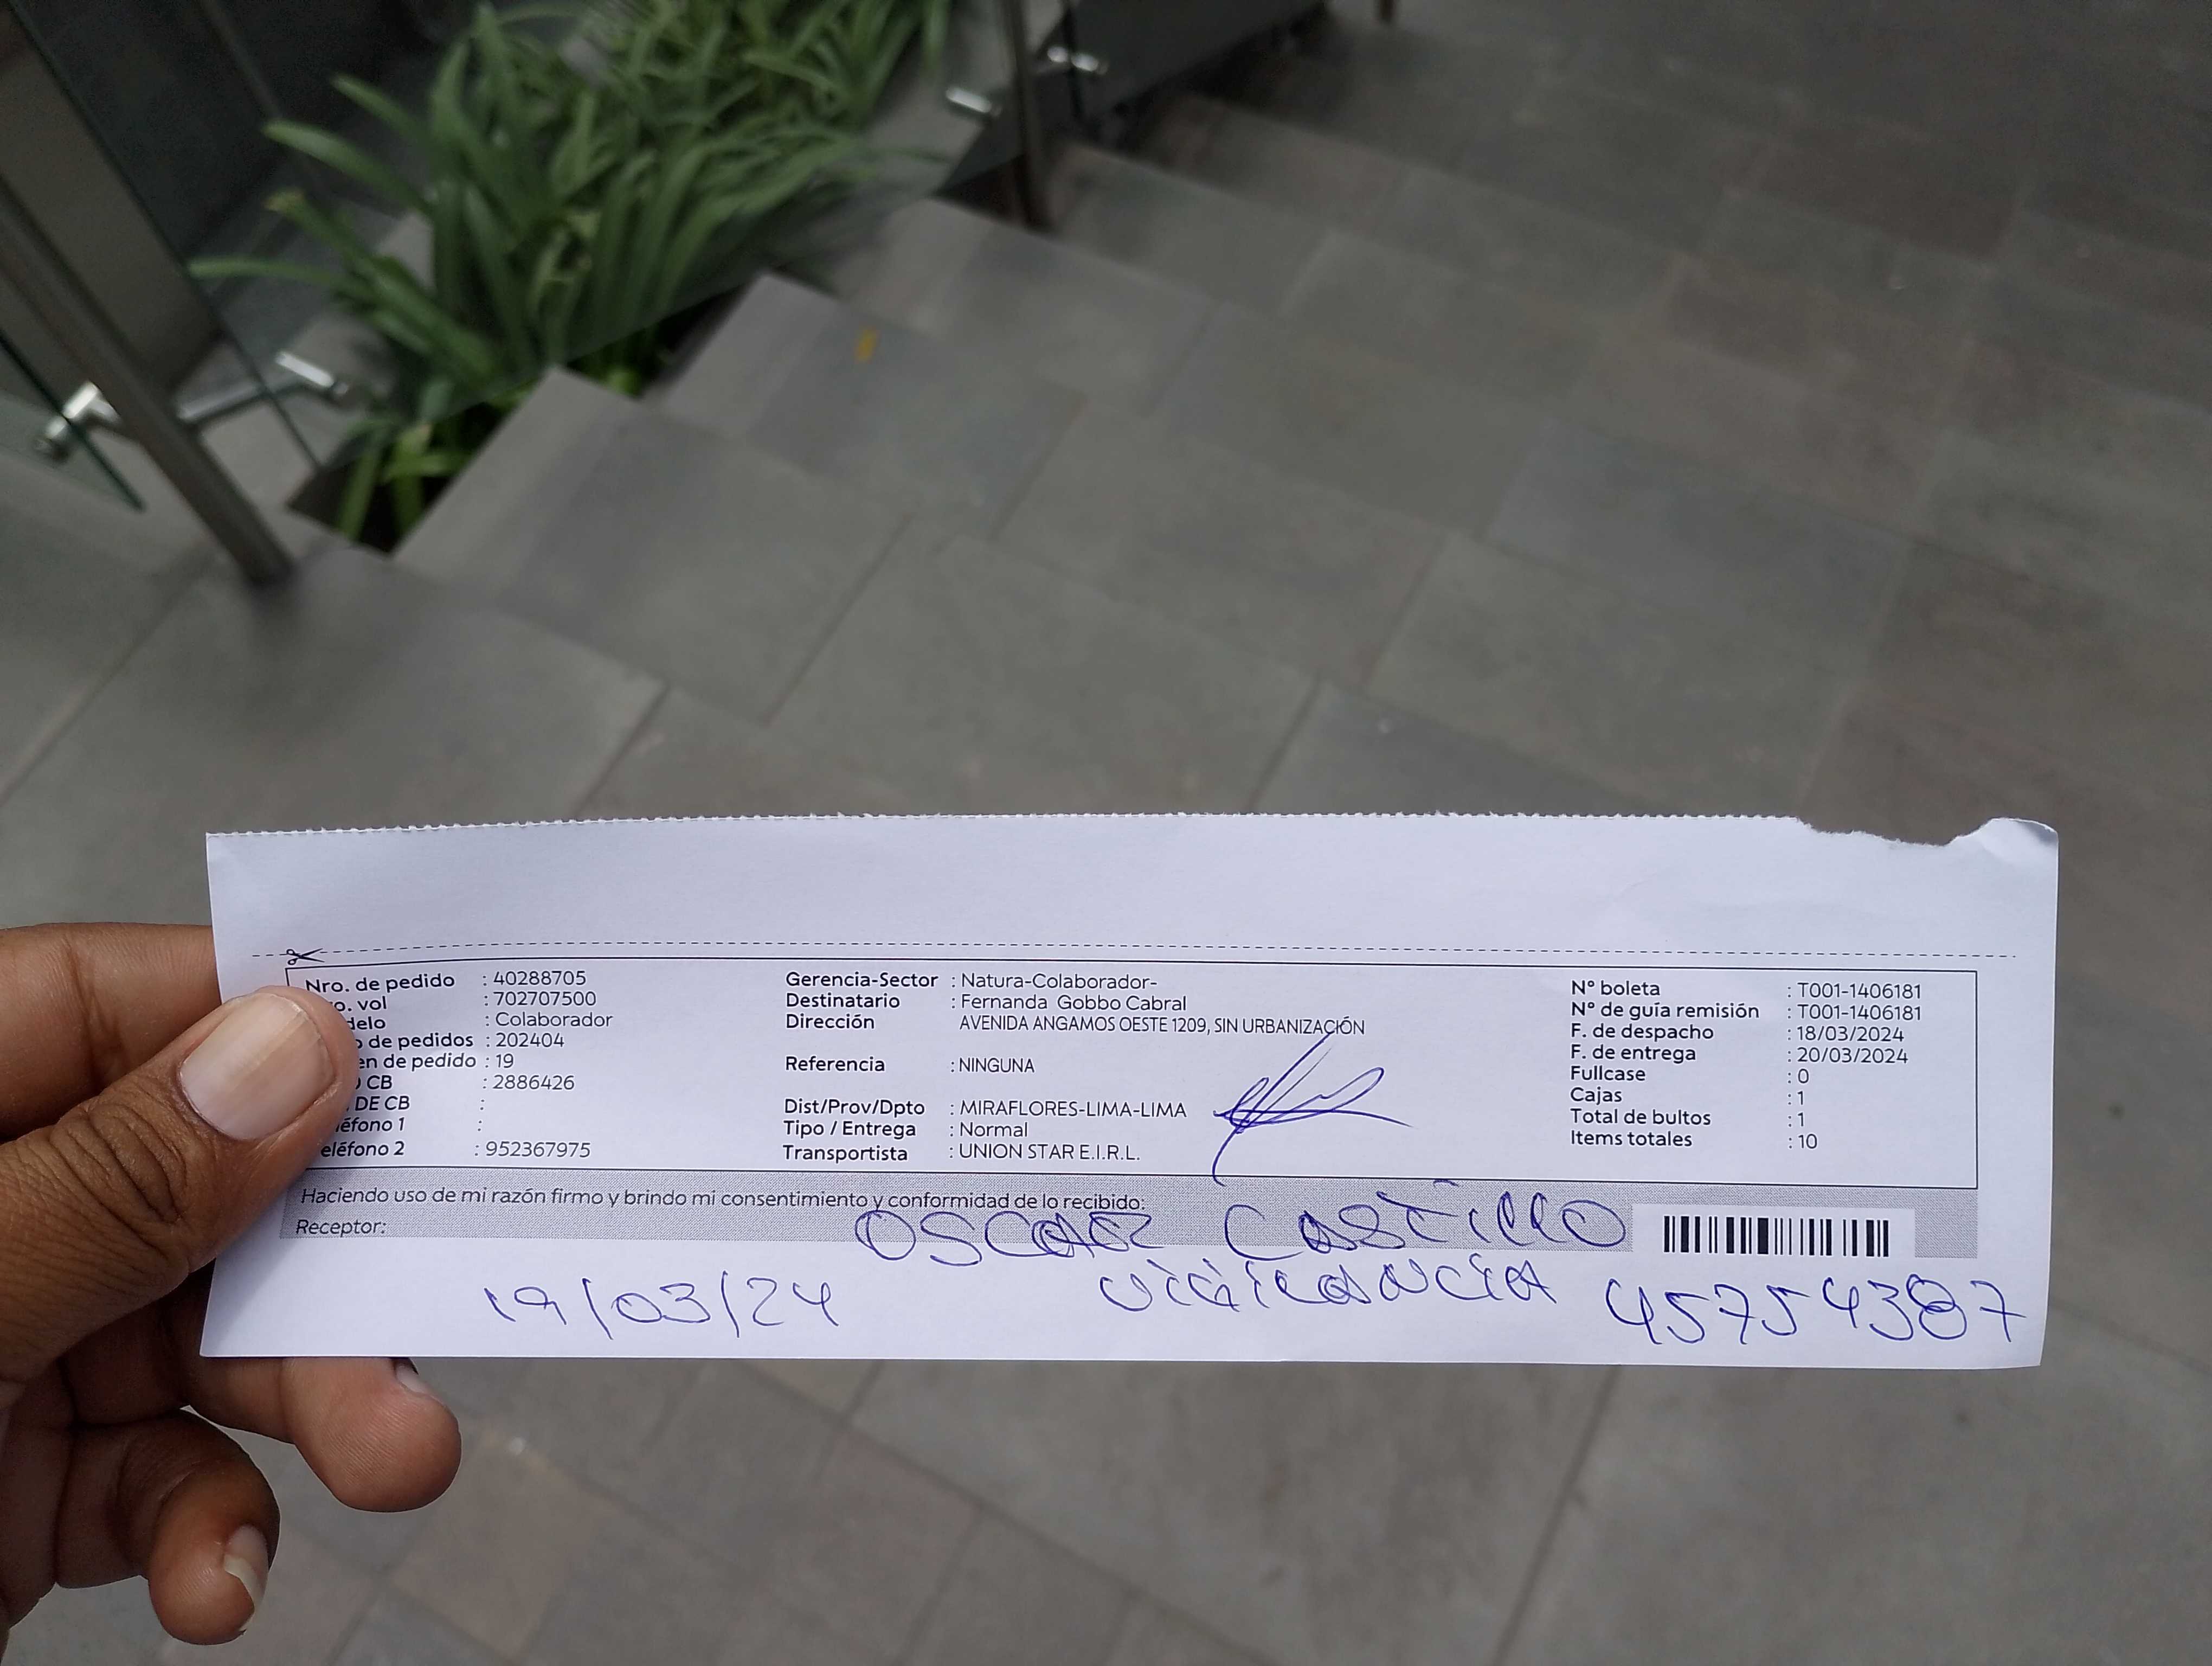 Nro. de pedido : 40288705
o. vol : 702707500
delo : Colaborador
de pedidos : 202404
en de pedido : 19
CB : 2886426
DE CB :
léfono 1 :
eléfono 2 : 952367975
Gerencia-Sector : Natura-Colaborador-
Destinatario : Fernanda Gobbo Cabral
Dirección AVENIDA ANGAMOS OESTE 1209, SIN URBANIZACIÓN
Referencia : NINGUNA
Dist/Prov/Dpto : MIRAFLORES-LIMA-LIMA
Tipo / Entrega : Normal
Transportista : UNION STAR E.I.R.L.
N° boleta : T001-1406181
N° de guía remisión : T001-1406181
F. de despacho : 18/03/2024
F. de entrega : 20/03/2024
Fullcase : 0
Cajas : 1
Total de bultos : 1
Items totales : 10
Haciendo uso de mi razón firmo y brindo mi consentimiento y conformidad de lo recibido:
Receptor: OSCAR CASTILLO
19/03/24 VIGILANCIA 45754387